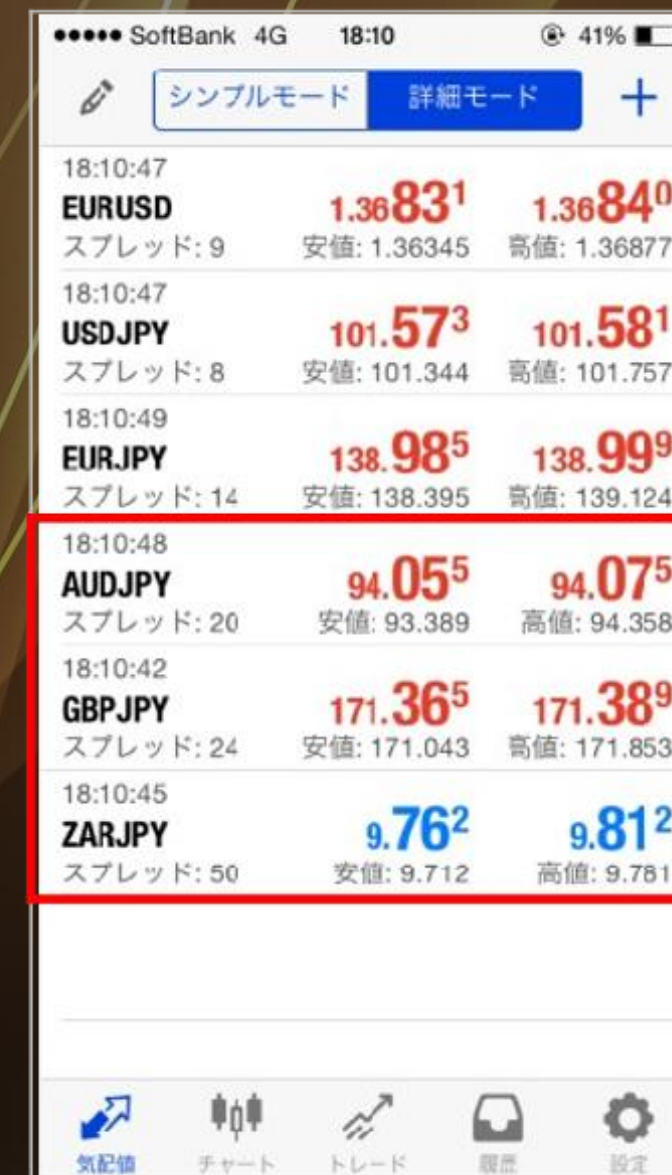 SoftBank 4G 18:10 41%
シンプルモード 詳細モード
18:10:47
EURUSD 1.36831 1.36840
スプレッド: 9 安値: 1.36345 高値: 1.36877
18:10:47
USDJPY 101.573 101.581
スプレッド: 8 安値: 101.344 高値: 101.757
18:10:49
EURJPY 138.985 138.999
スプレッド: 14 安値: 138.395 高値: 139.124
18:10:48
AUDJPY 94.055 94.075
スプレッド: 20 安値: 93.389 高値: 94.358
18:10:42
GBPJPY 171.365 171.389
スプレッド: 24 安値: 171.043 高値: 171.853
18:10:45
ZARJPY 9.762 9.812
スプレッド: 50 安値: 9.712 高値: 9.781
気配値 チャート トレード 履歴 設定